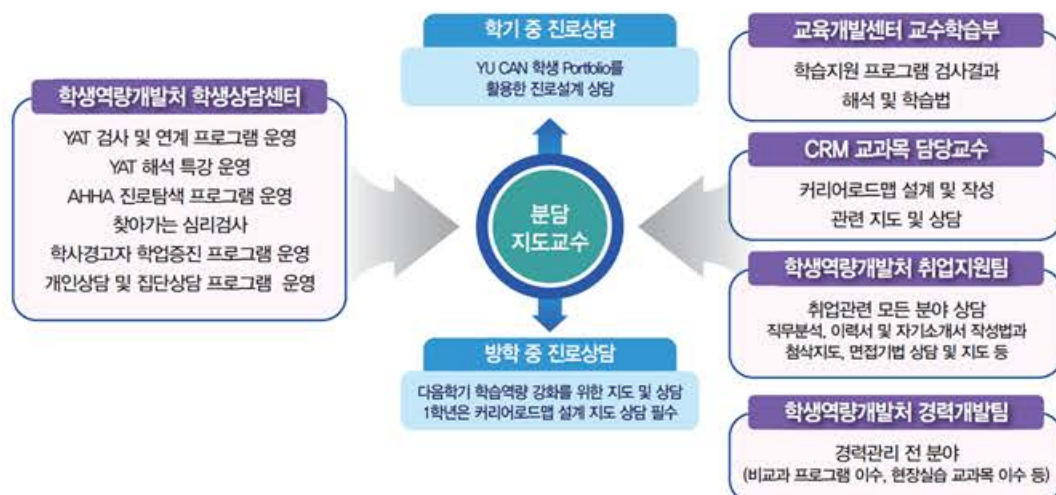 학생역량개발처 학생상담센터
YAT 검사 및 연계 프로그램 운영
YAT 해석 특강 운영
AHHA 진로탐색 프로그램 운영
찾아가는 심리검사
학사경고자 학업증진 프로그램 운영
개인상담 및 집단상담 프로그램 운영
학기 중 진로상담
YU CAN 학생 Portfolio를
활용한 진로설계 상담
분담
지도교수
방학 중 진로상담
다음학기 학습역량 강화를 위한 지도 및 상담
1학년은 커리어로드맵 설계 지도 상담 필수
교육개발센터 교수학습부
학습지원 프로그램 검사결과
해석 및 학습법
CRM 교과목 담당교수
커리어로드맵 설계 및 작성
관련 지도 및 상담
학생역량개발처 취업지원팀
취업관련 모든 분야 상담
직무분석, 이력서 및 자기소개서 작성법과
첨삭지도, 면접기법 상담 및 지도 등
학생역량개발처 경력개발팀
경력관리 전 분야
(비교과 프로그램 이수, 현장실습 교과목 이수 등)